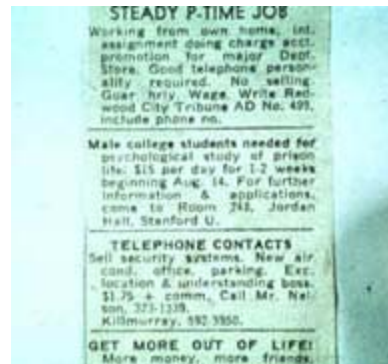 STEADY P-TIME JOB
Working from own home, int.
assignment doing charge acct.
promotion for major Dept.
Store. Good telephone person-
ality required. No selling.
Guar. hrly. Wage. Write Red-
wood City Tribune AD No. 499,
include phone no.
Male college students needed for
psychological study of prison
life. $15 per day for 1-2 weeks
beginning Aug. 14. For further
information & applications,
come to Room 248, Jordan
Hall, Stanford U.
TELEPHONE CONTACTS
Sell security systems. New air
cond. office, parking. Exc.
location & understanding boss.
$1.75 + comm. Call Mr. Nel-
son, 373-1339.
Killmurray, 592-3950.
GET MORE OUT OF LIFE!
More money, more friends,